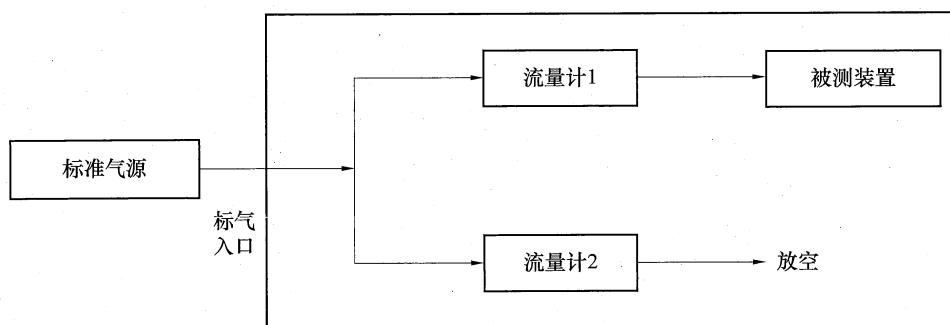 流量计1
被测装置
标准气源
标气
入口
流量计2
放空